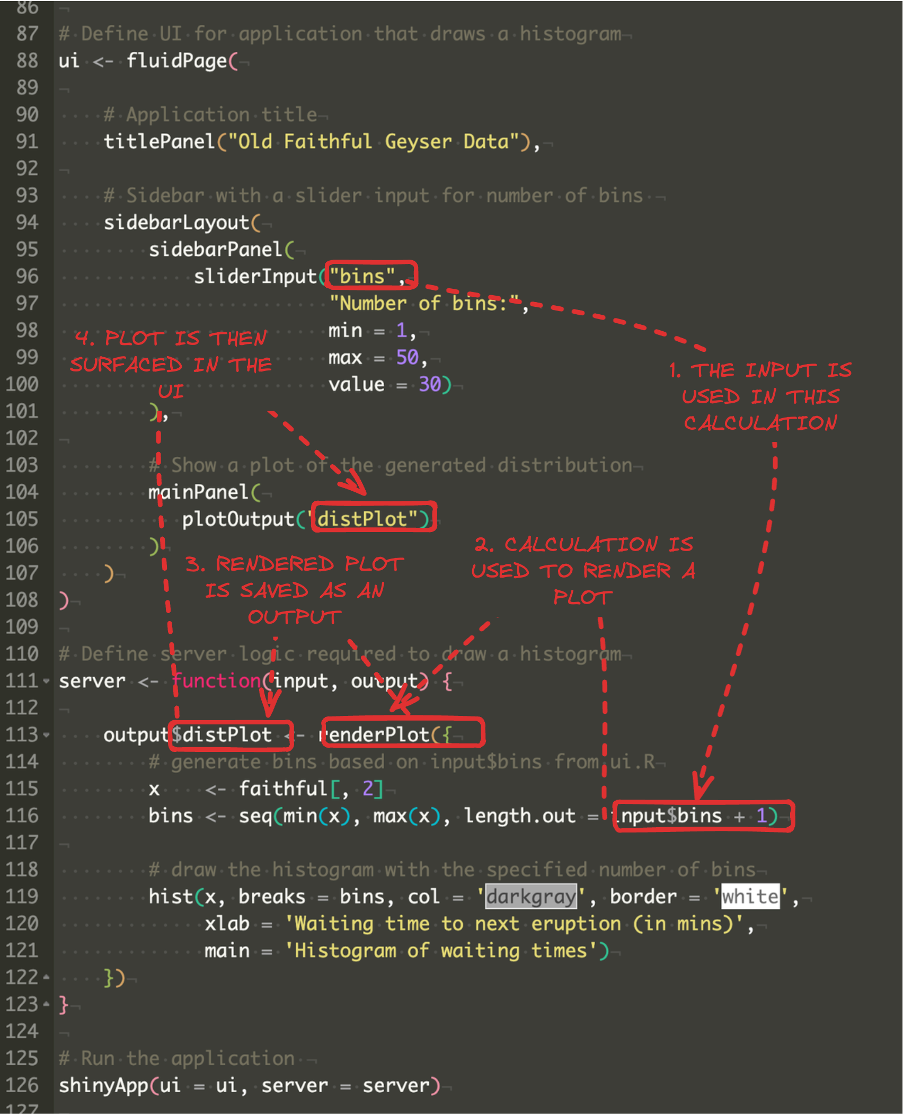 86
87 # Define UI for application that draws a histogram
88 ui <- fluidPage(
89
90 # Application title
91 titlePanel("Old Faithful Geyser Data"),
92
93 # Sidebar with a slider input for number of bins
94 sidebarLayout(
95 sidebarPanel(
96 sliderInput("bins",
97 "Number of bins:",
98 min = 1,
99 max = 50,
100 value = 30)
101 ),
102
103 # Show a plot of the generated distribution
104 mainPanel(
105 plotOutput("distPlot")
106 )
107 )
108 )
109
110 # Define server logic required to draw a histogram
111 server <- function(input, output) {
112
113 output$distPlot <- renderPlot({
114 # generate bins based on input$bins from ui.R
115 x <- faithful[, 2]
116 bins <- seq(min(x), max(x), length.out = input$bins + 1)
117
118 # draw the histogram with the specified number of bins
119 hist(x, breaks = bins, col = 'darkgray', border = 'white',
120 xlab = 'Waiting time to next eruption (in mins)',
121 main = 'Histogram of waiting times')
122 })
123 }
124
125 # Run the application
126 shinyApp(ui = ui, server = server)
127
1. THE INPUT IS
USED IN THIS
CALCULATION
2. CALCULATION IS
USED TO RENDER A
PLOT
3. RENDERED PLOT
IS SAVED AS AN
OUTPUT
4. PLOT IS THEN
SURFACED IN THE
UI